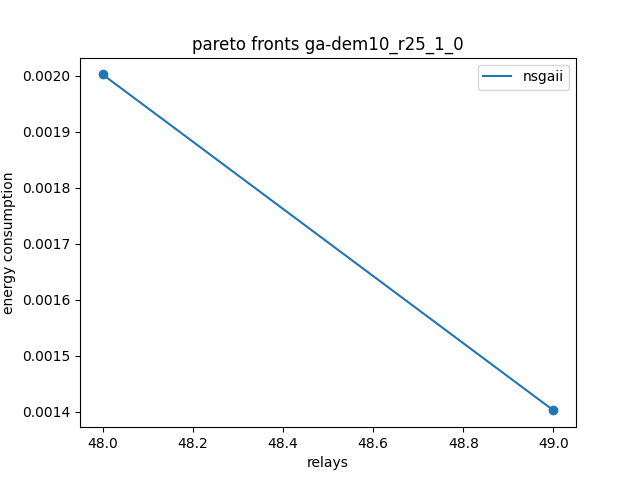 pareto fronts ga-dem10_r25_1_0
nsgaii
energy consumption
0.0020
0.0019
0.0018
0.0017
0.0016
0.0015
0.0014
48.0 48.2 48.4 48.6 48.8 49.0
relays